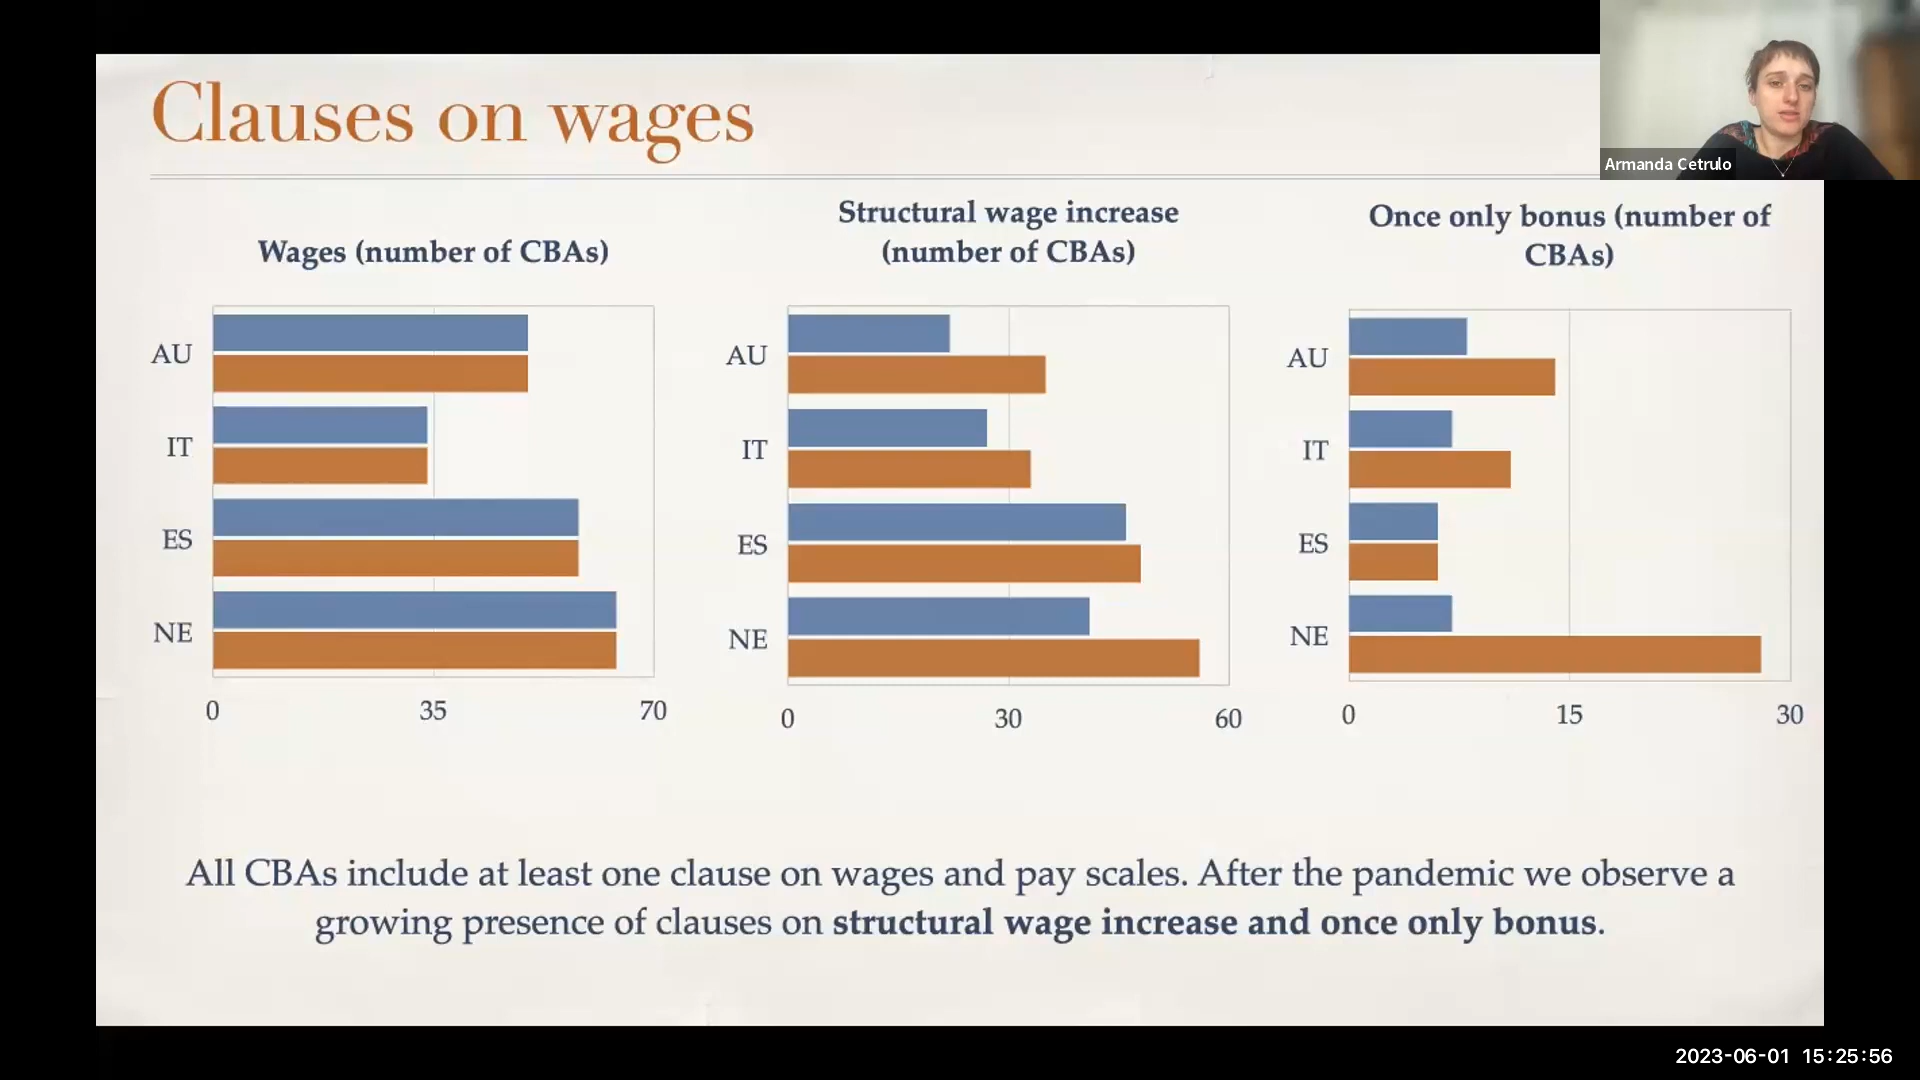 Clauses on wages
Armanda Cetrulo
Wages (number of CBAs)
AU
IT
ES
NE
0 35 70
Structural wage increase
(number of CBAs)
AU
IT
ES
NE
0 30 60
Once only bonus (number of
CBAs)
AU
IT
ES
NE
0 15 30
All CBAs include at least one clause on wages and pay scales. After the pandemic we observe a
growing presence of clauses on structural wage increase and once only bonus.
2023-06-01 15:25:56